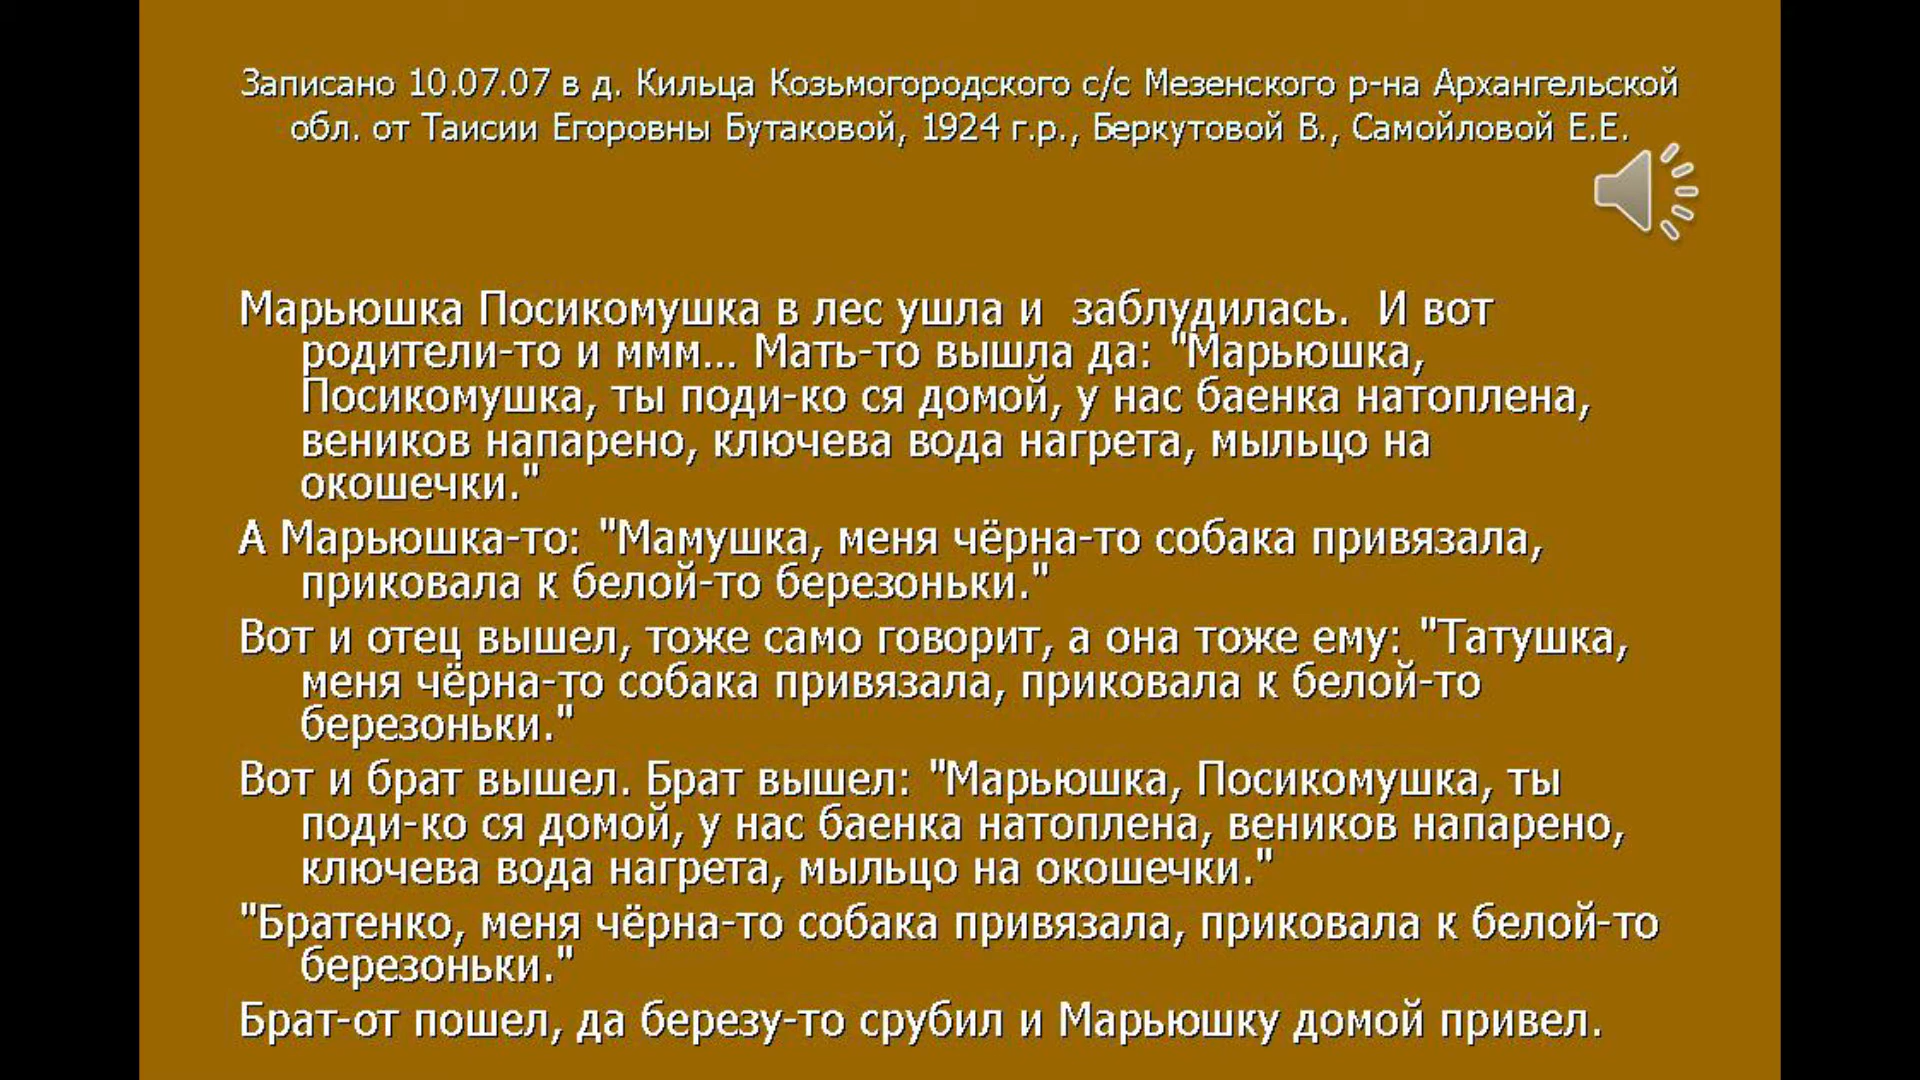 Записано 10.07.07 в д. Кильца Козьмогородского с/с Мезенского р-на Архангельской
обл. от Таисии Егоровны Бутаковой, 1924 г.р., Беркутовой В., Самойловой Е.Е.
Марьюшка Посикомушка в лес ушла и  заблудилась.  И вот
родители-то и ммм... Мать-то вышла да: "Марьюшка,
Посикомушка, ты поди-ко ся домой, у нас баенка натоплена,
веников напарено, ключева вода нагрета, мыльцо на
окошечки."
А Марьюшка-то: "Мамушка, меня чёрна-то собака привязала,
приковала к белой-то березоньки."
Вот и отец вышел, тоже само говорит, а она тоже ему: "Татушка,
меня чёрна-то собака привязала, приковала к белой-то
березоньки."
Вот и брат вышел. Брат вышел: "Марьюшка, Посикомушка, ты
поди-ко ся домой, у нас баенка натоплена, веников напарено,
ключева вода нагрета, мыльцо на окошечки."
"Братенко, меня чёрна-то собака привязала, приковала к белой-то
березоньки."
Брат-от пошел, да березу-то срубил и Марьюшку домой привел.